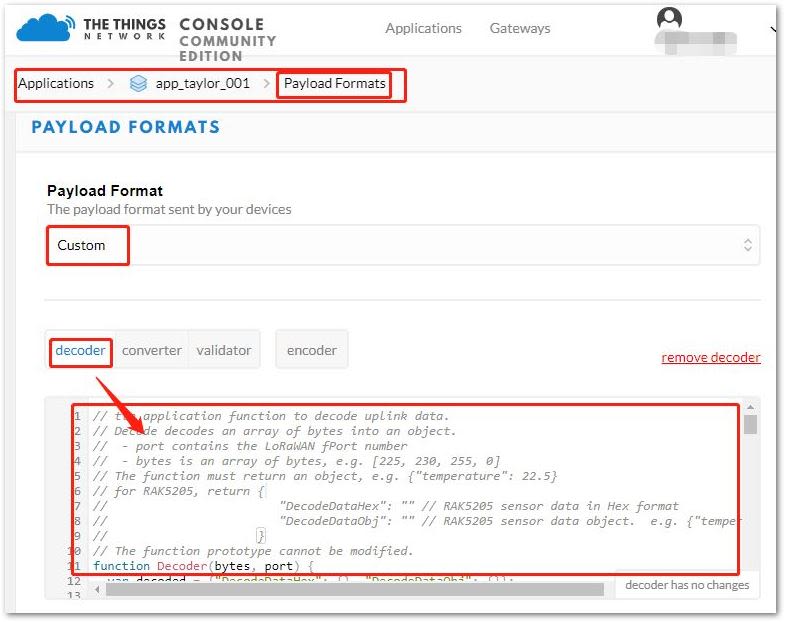 THE THINGS
NETWORK
CONSOLE
COMMUNITY
EDITION
Applications
Gateways
Applications > app_taylor_001 > Payload Formats
PAYLOAD FORMATS
Payload Format
The payload format sent by your devices
Custom
decoder converter validator encoder
remove decoder
1 // the application function to decode uplink data.
2 // Decode decodes an array of bytes into an object.
3 // - port contains the LoRaWAN fPort number
4 // - bytes is an array of bytes, e.g. [225, 230, 255, 0]
5 // The function must return an object, e.g. {"temperature": 22.5}
6 // for RAK5205, return {
7 // "DecodeDataHex": "" // RAK5205 sensor data in Hex format
8 // "DecodeDataObj": "" // RAK5205 sensor data object. e.g. {"temper
9 // }
10 // The function prototype cannot be modified.
11 function Decoder(bytes, port) {
12 var decoded = {"DecodeDataHex": {}, "DecodeDataObj": {}};
13
decoder has no changes